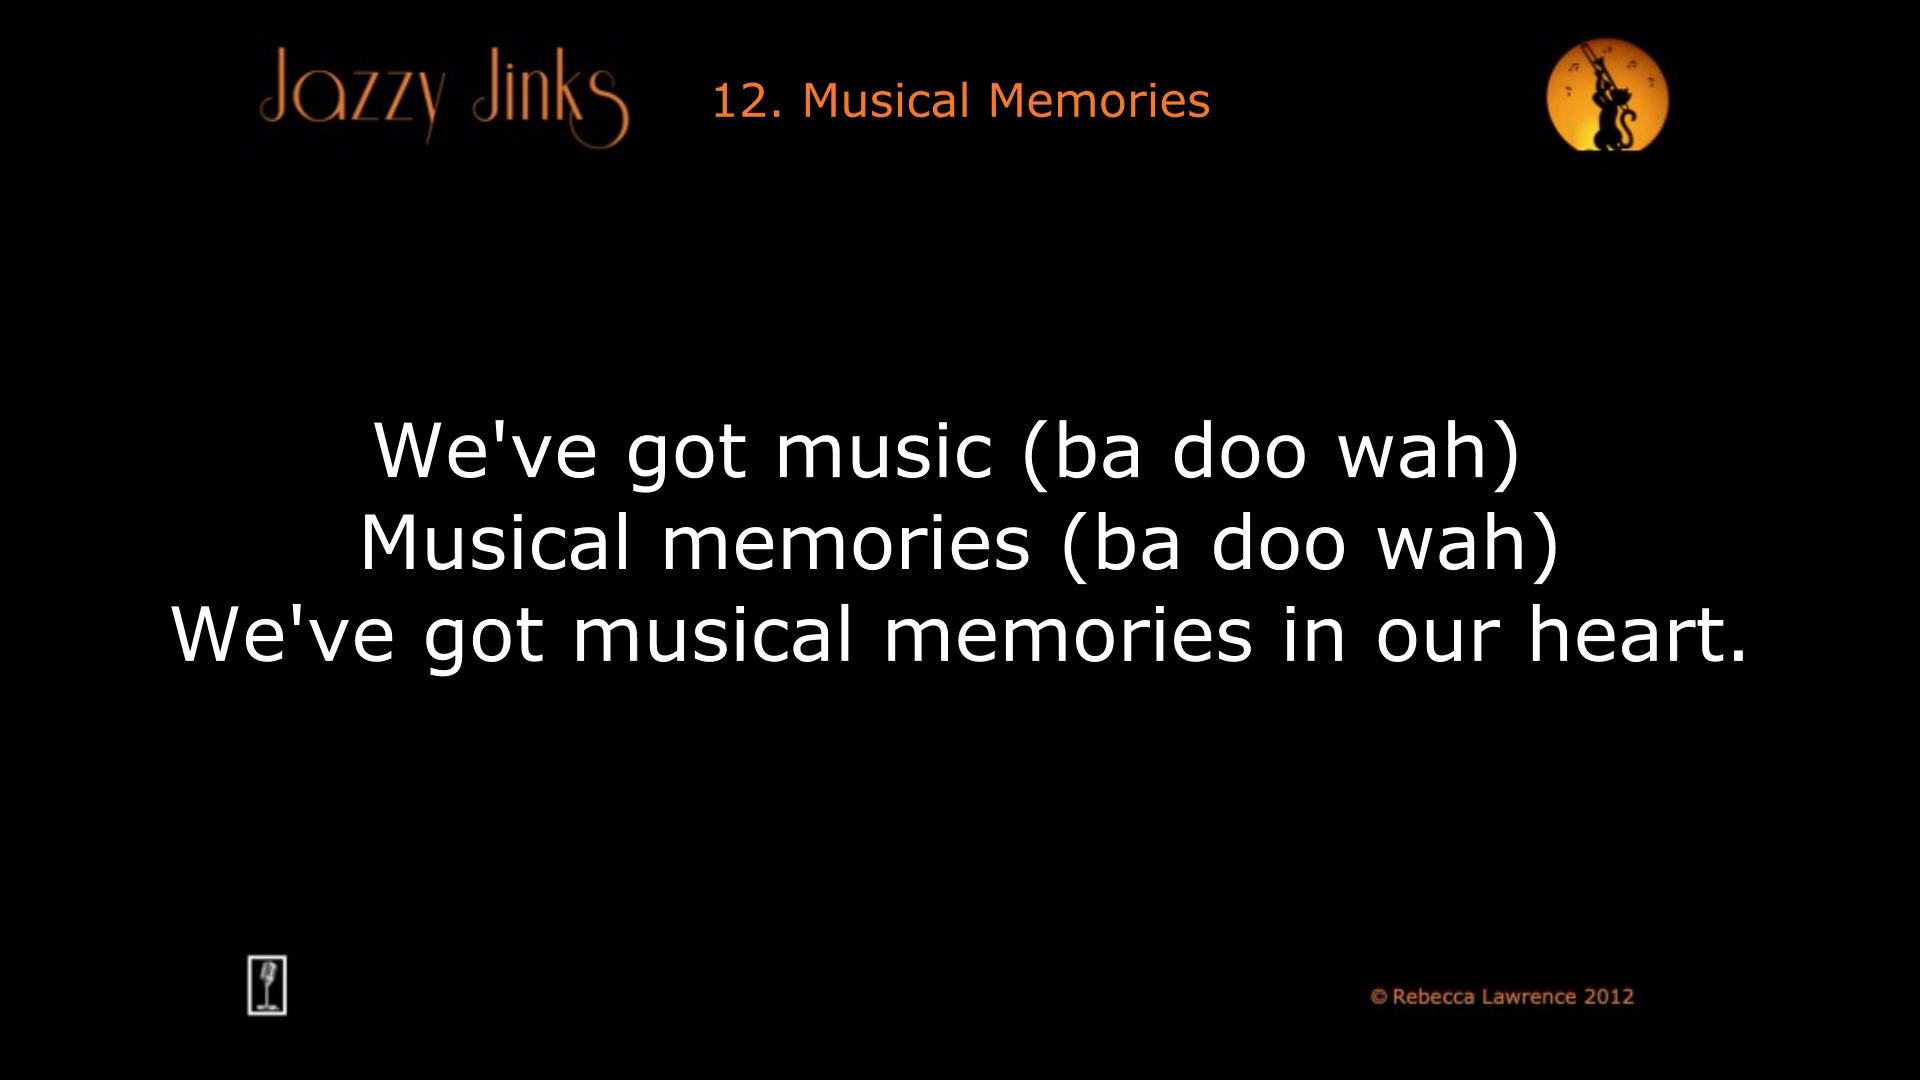 Jazzy Jinks
12. Musical Memories
We've got music (ba doo wah)
Musical memories (ba doo wah)
We've got musical memories in our heart.
© Rebecca Lawrence 2012